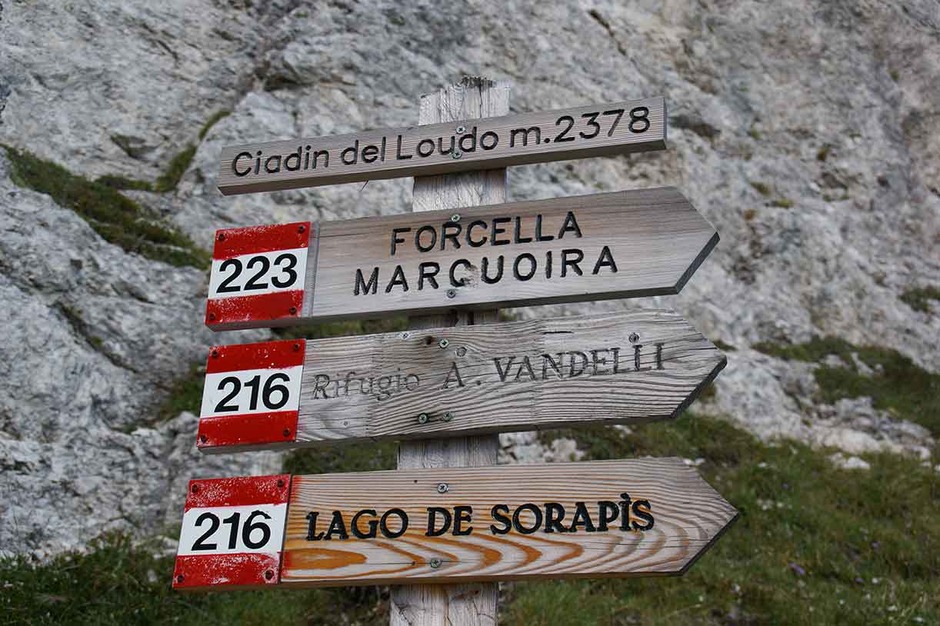 Ciadin del Loudo m.2378
223 FORCELLA
MARCUOIRA
216 Rifugio A. VANDELLI
216 LAGO DE SORAPÌS